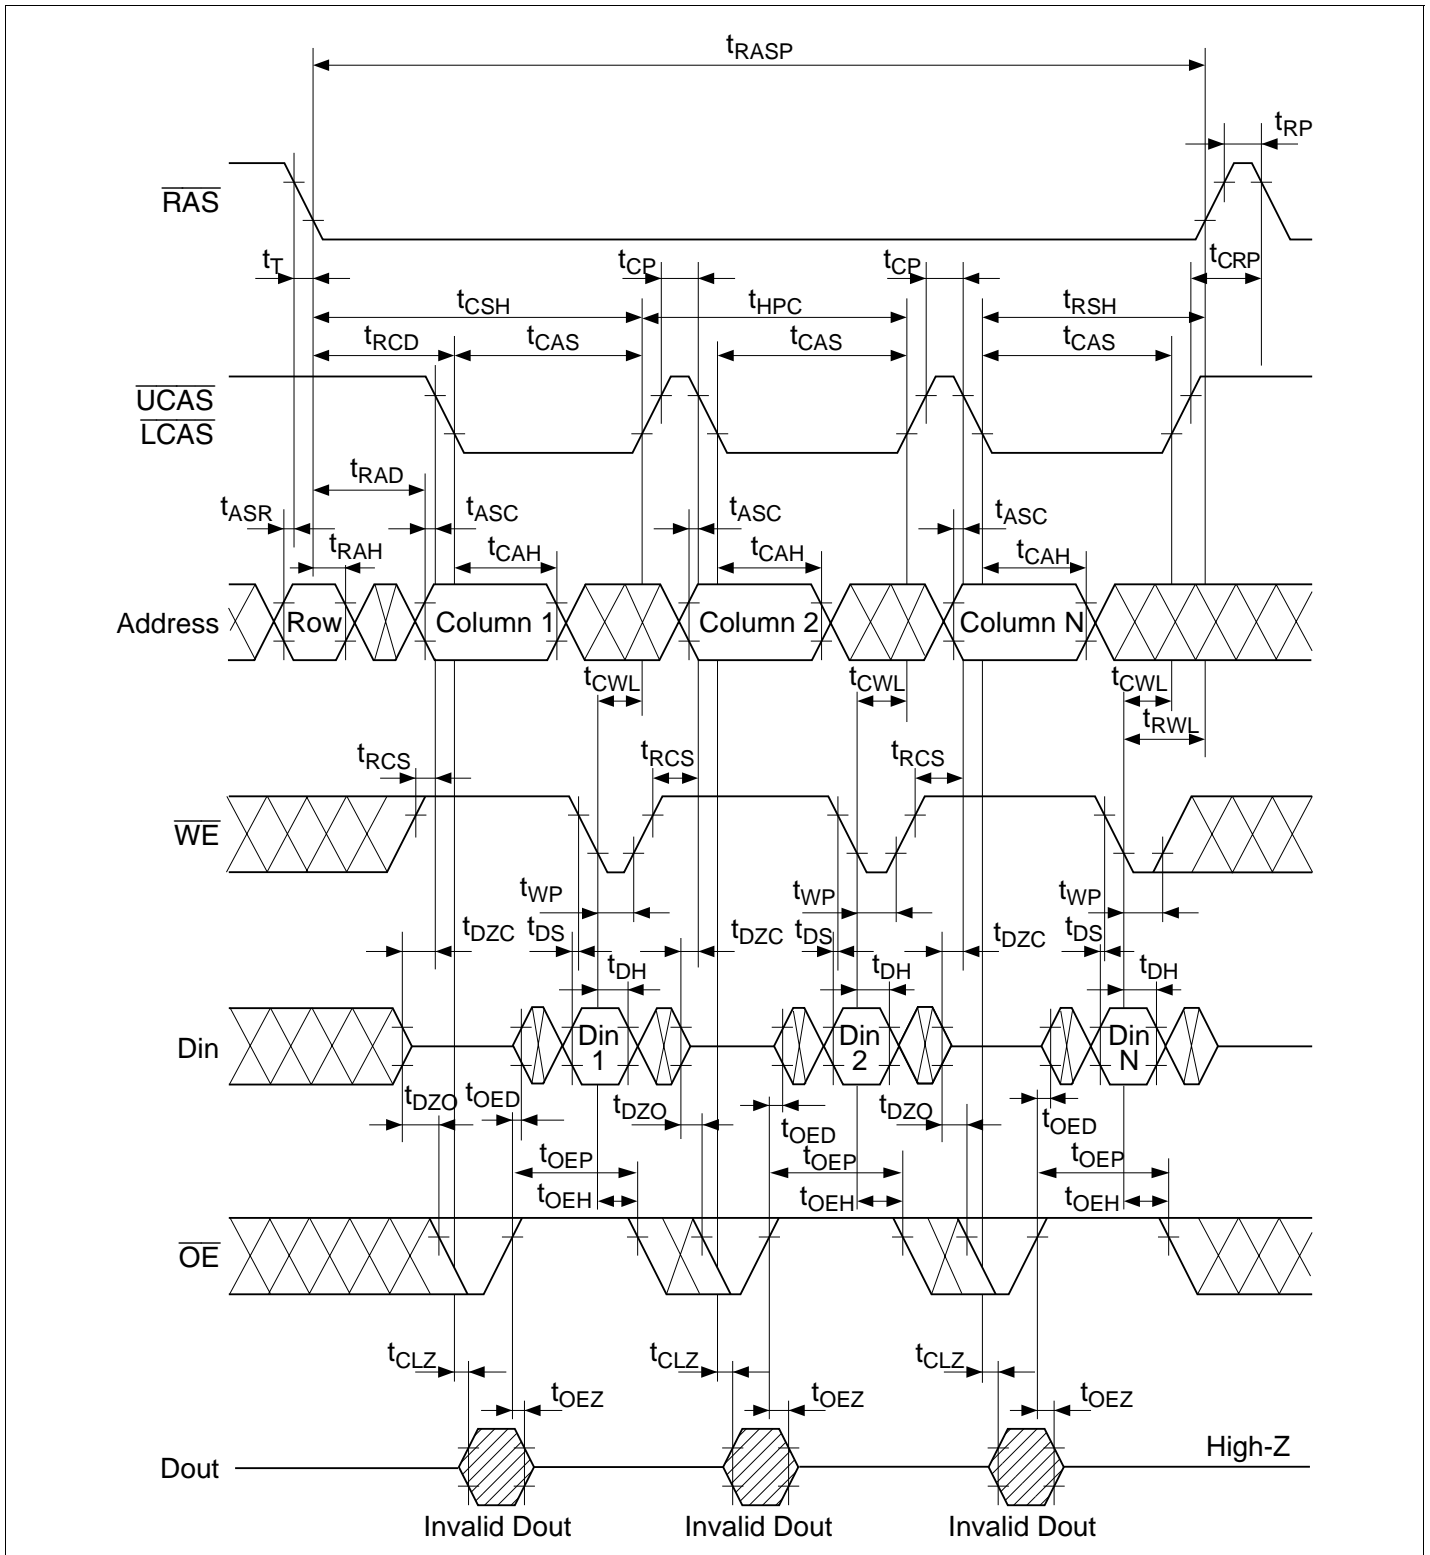 tRASP
tRP
RAS
tT
tCP
tCP
tCRP
tCSH
tHPC
tRSH
tRCD
tCAS
tCAS
tCAS
UCAS
LCAS
tRAD
tASR
tASC
tASC
tASC
tRAH
tCAH
tCAH
tCAH
Address
Row
Column 1
Column 2
Column N
tCWL
tCWL
tCWL
tRWL
tRCS
tRCS
tRCS
WE
tWP
tWP
tWP
tDZC
tDS
tDZC
tDS
tDZC
tDS
tDH
tDH
tDH
Din
Din 1
Din 2
Din N
tDZO
tOED
tDZO
tOED
tDZO
tOED
tOEP
tOEP
tOEP
tOEH
tOEH
tOEH
OE
tCLZ
tCLZ
tCLZ
tOEZ
tOEZ
tOEZ
High-Z
Dout
Invalid Dout
Invalid Dout
Invalid Dout